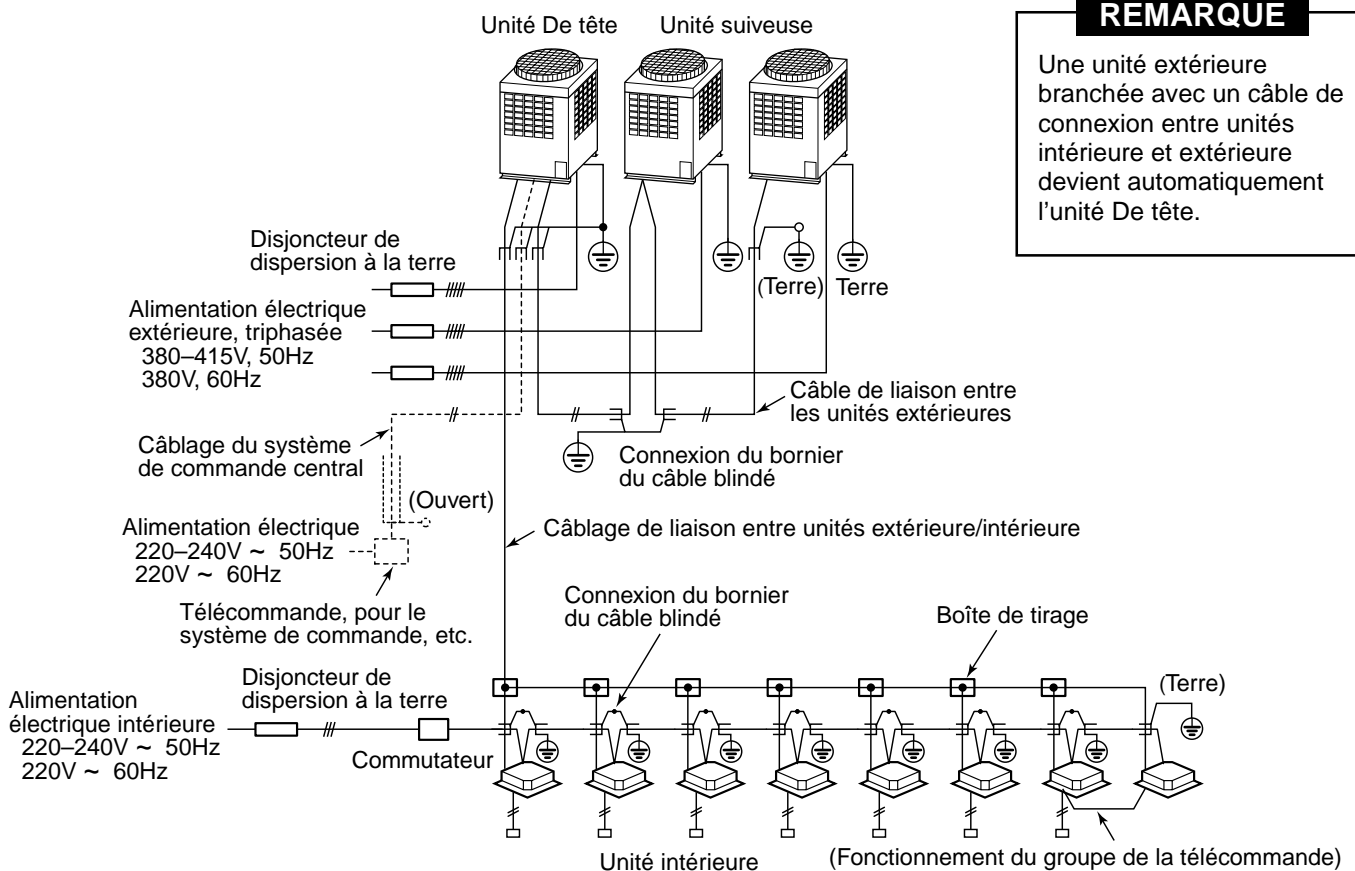 Unité De tête
Unité suiveuse
REMARQUE
Une unité extérieure
branchée avec un câble de
connexion entre unités
intérieure et extérieure
devient automatiquement
l'unité De tête.
Disjoncteur de
dispersion à la terre
(Terre)
Terre
Alimentation électrique
extérieure, triphasée
380–415V, 50Hz
380V, 60Hz
Câble de liaison entre
les unités extérieures
Câblage du système
de commande central
Connexion du bornier
du câble blindé
(Ouvert)
Alimentation électrique
220–240V ~ 50Hz
220V ~ 60Hz
Câblage de liaison entre unités extérieure/intérieure
Télécommande, pour le
système de commande, etc.
Connexion du bornier
du câble blindé
Boîte de tirage
Disjoncteur de
dispersion à la terre
(Terre)
Alimentation
électrique intérieure
220–240V ~ 50Hz
220V ~ 60Hz
Commutateur
Unité intérieure
(Fonctionnement du groupe de la télécommande)